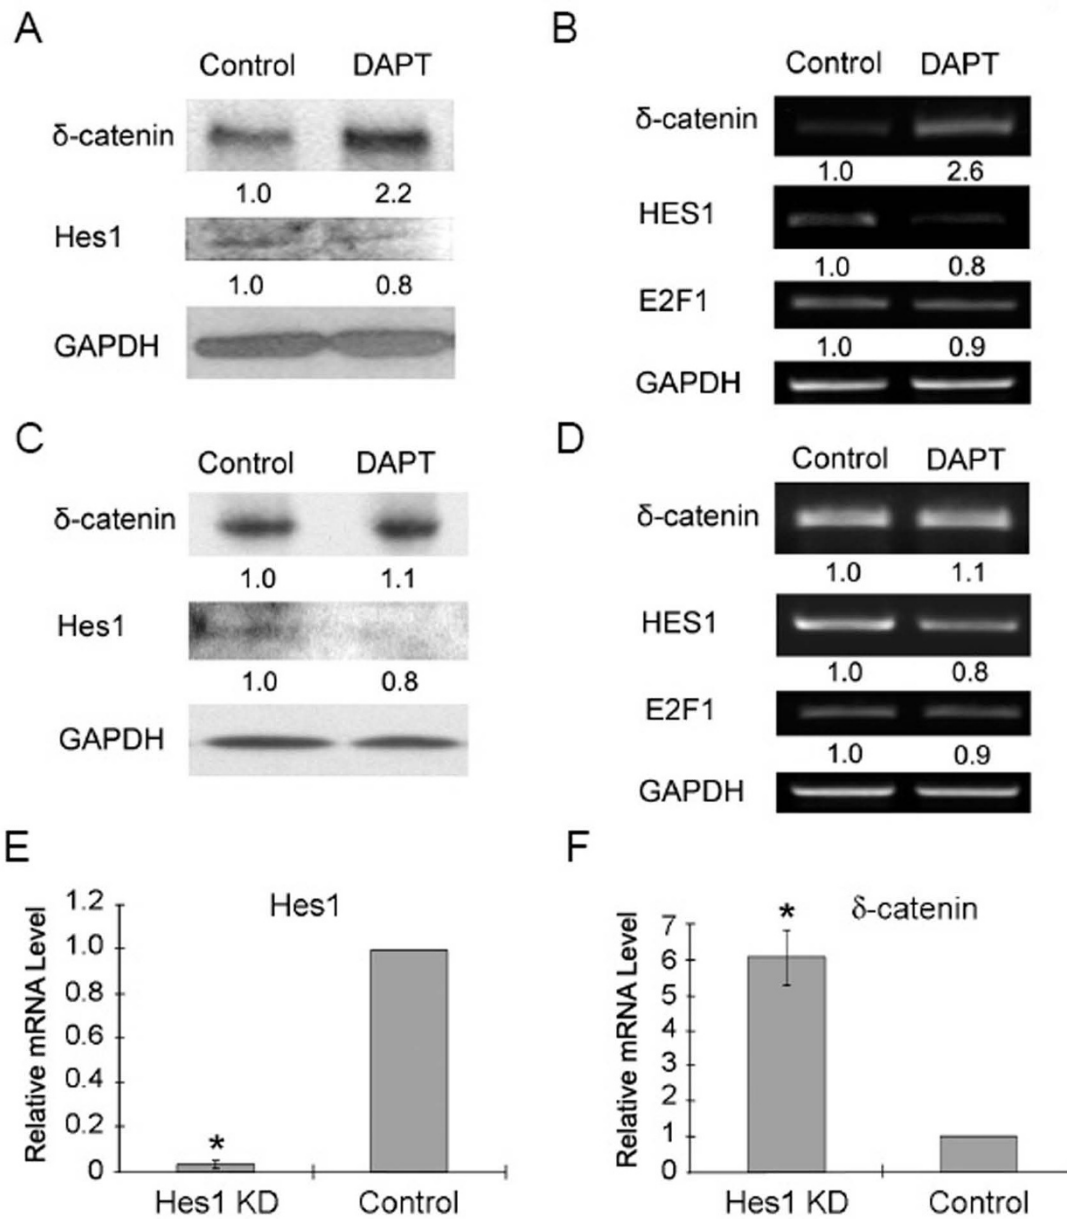 A
Control DAPT
δ-catenin
1.0 2.2
Hes1
1.0 0.8
GAPDH
B
Control DAPT
δ-catenin
1.0 2.6
HES1
1.0 0.8
E2F1
1.0 0.9
GAPDH
C
Control DAPT
δ-catenin
1.0 1.1
Hes1
1.0 0.8
GAPDH
D
Control DAPT
δ-catenin
1.0 1.1
HES1
1.0 0.8
E2F1
1.0 0.9
GAPDH
E
Hes1
Relative mRNA Level
1.2
1.0
0.8
0.6
0.4
0.2
0
*
Hes1 KD Control
F
δ-catenin
Relative mRNA Level
7
6
5
4
3
2
1
0
*
Hes1 KD Control